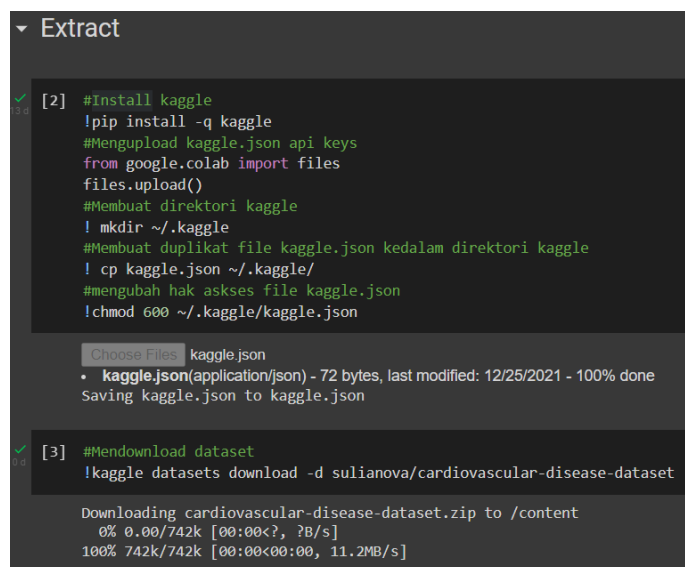 Extract
[2] #Install kaggle
13 d
!pip install -q kaggle
#Mengupload kaggle.json api keys
from google.colab import files
files.upload()
#Membuat direktori kaggle
! mkdir ~/.kaggle
#Membuat duplikat file kaggle.json kedalam direktori kaggle
! cp kaggle.json ~/.kaggle/
#mengubah hak askses file kaggle.json
!chmod 600 ~/.kaggle/kaggle.json
Choose Files kaggle.json
• kaggle.json(application/json) - 72 bytes, last modified: 12/25/2021 - 100% done
Saving kaggle.json to kaggle.json
[3] #Mendownload dataset
0 d
!kaggle datasets download -d sulianova/cardiovascular-disease-dataset
Downloading cardiovascular-disease-dataset.zip to /content
0% 0.00/742k [00:00<?, ?B/s]
100% 742k/742k [00:00<00:00, 11.2MB/s]